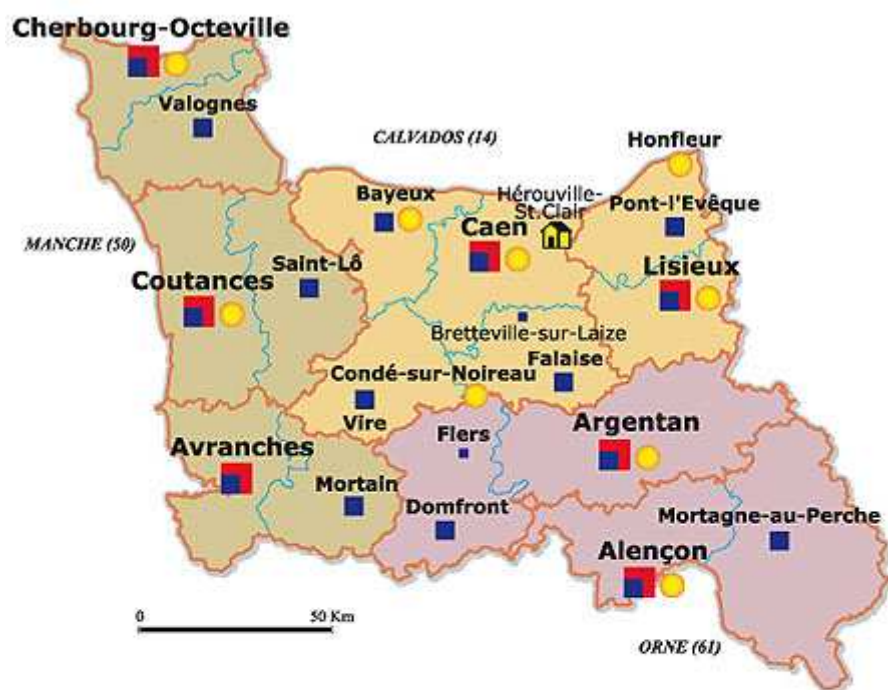 Cherbourg-Octeville
Valognes
CALVADOS (14)
Honfleur
Bayeux
Hérouville-
St.Clair
Pont-l'Evêque
Caen
MANCHE (50)
Saint-Lô
Lisieux
Coutances
Bretteville-sur-Laize
Falaise
Condé-sur-Noireau
Vire
Argentan
Flers
Avranches
Mortain
Domfront
Mortagne-au-Perche
Alençon
0 50 Km
ORNE (61)